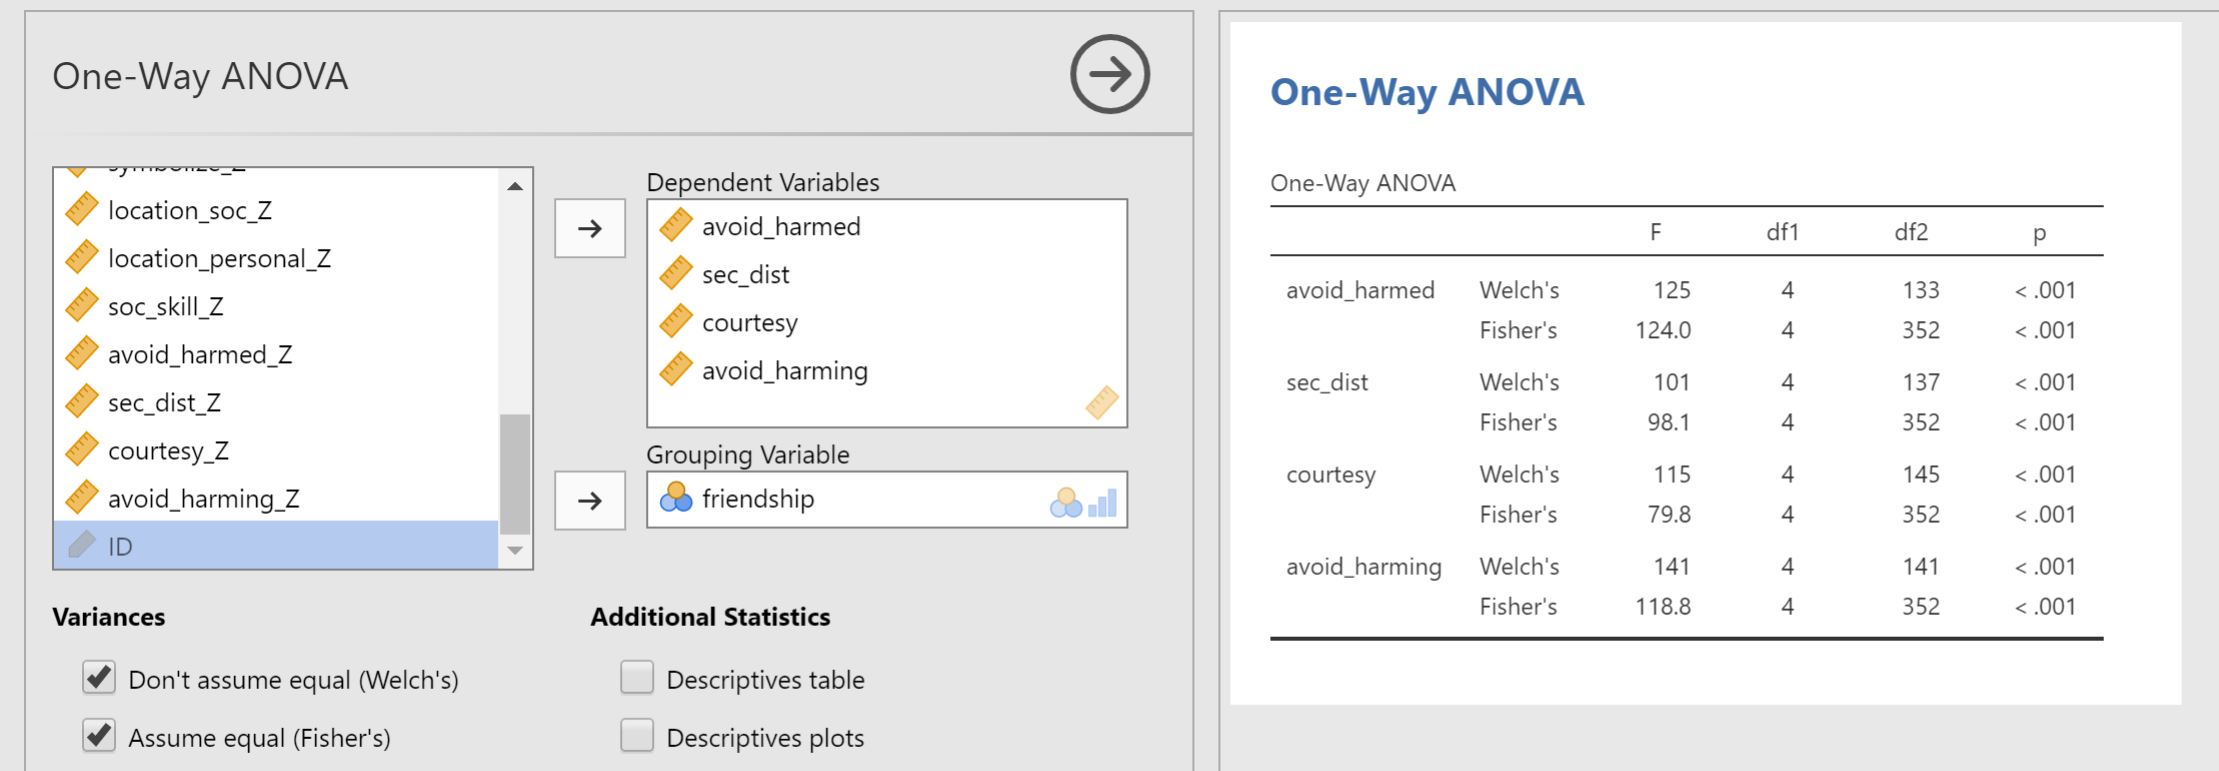 One-Way ANOVA
symbolize_Z
location_soc_Z
location_personal_Z
soc_skill_Z
avoid_harmed_Z
sec_dist_Z
courtesy_Z
avoid_harming_Z
ID
Dependent Variables
avoid_harmed
sec_dist
courtesy
avoid_harming
Grouping Variable
friendship
Variances
Don't assume equal (Welch's)
Assume equal (Fisher's)
Additional Statistics
Descriptives table
Descriptives plots
One-Way ANOVA
One-Way ANOVA
F df1 df2 p
avoid_harmed Welch's 125 4 133 < .001
Fisher's 124.0 4 352 < .001
sec_dist Welch's 101 4 137 < .001
Fisher's 98.1 4 352 < .001
courtesy Welch's 115 4 145 < .001
Fisher's 79.8 4 352 < .001
avoid_harming Welch's 141 4 141 < .001
Fisher's 118.8 4 352 < .001